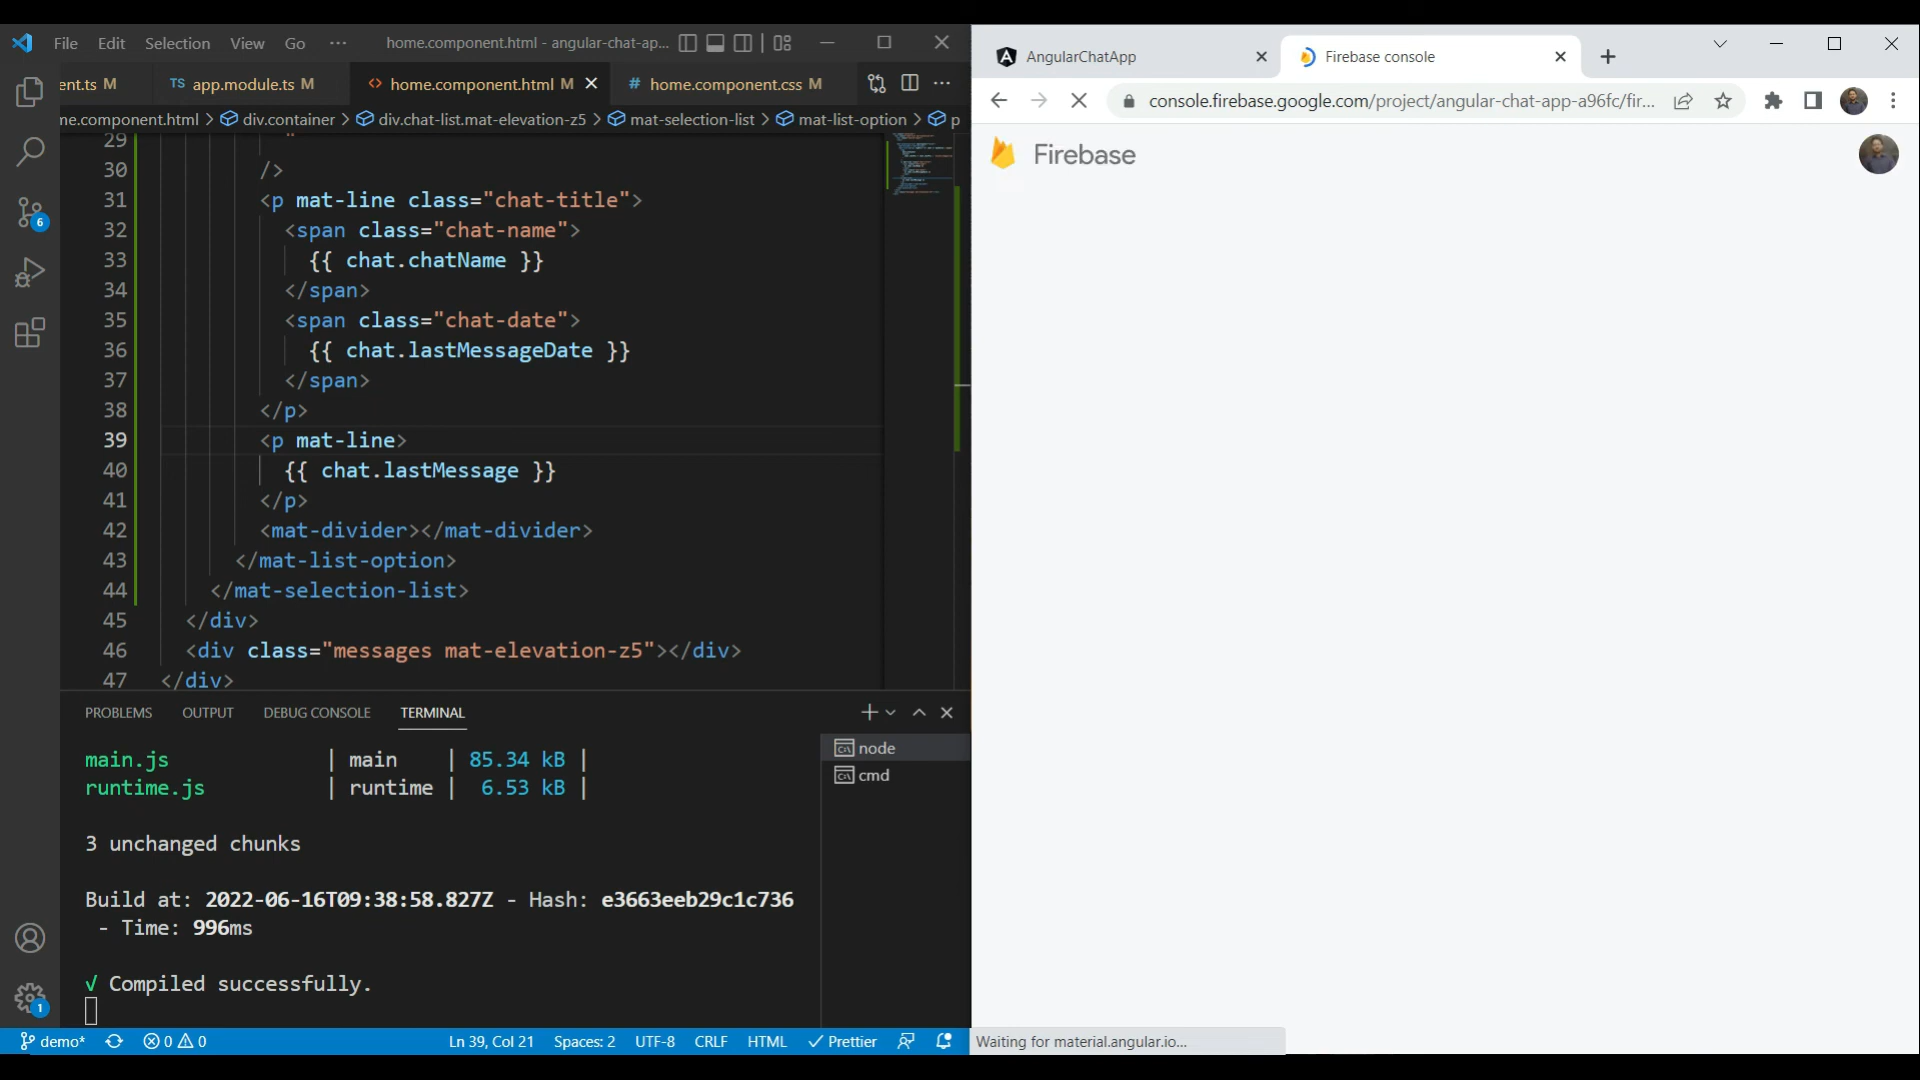 File Edit Selection View Go ··· home.component.html - angular-chat-ap...
ent.ts M TS app.module.ts M <> home.component.html M # home.component.css M ···
me.component.html > div.container > div.chat-list.mat-elevation-z5 > mat-selection-list > mat-list-option > p
29 "
30 />
31 <p mat-line class="chat-title">
32 <span class="chat-name">
33 {{ chat.chatName }}
34 </span>
35 <span class="chat-date">
36 {{ chat.lastMessageDate }}
37 </span>
38 </p>
39 <p mat-line>
40 {{ chat.lastMessage }}
41 </p>
42 <mat-divider></mat-divider>
43 </mat-list-option>
44 </mat-selection-list>
45 </div>
46 <div class="messages mat-elevation-z5"></div>
47 </div>
6
1
PROBLEMS OUTPUT DEBUG CONSOLE TERMINAL
node
cmd
main.js | main | 85.34 kB |
runtime.js | runtime | 6.53 kB |
3 unchanged chunks
Build at: 2022-06-16T09:38:58.827Z - Hash: e3663eeb29c1c736
- Time: 996ms
√ Compiled successfully.
demo* 0 0 Ln 39, Col 21 Spaces: 2 UTF-8 CRLF HTML Prettier
AngularChatApp Firebase console
console.firebase.google.com/project/angular-chat-app-a96fc/fir...
Firebase
Waiting for material.angular.io...